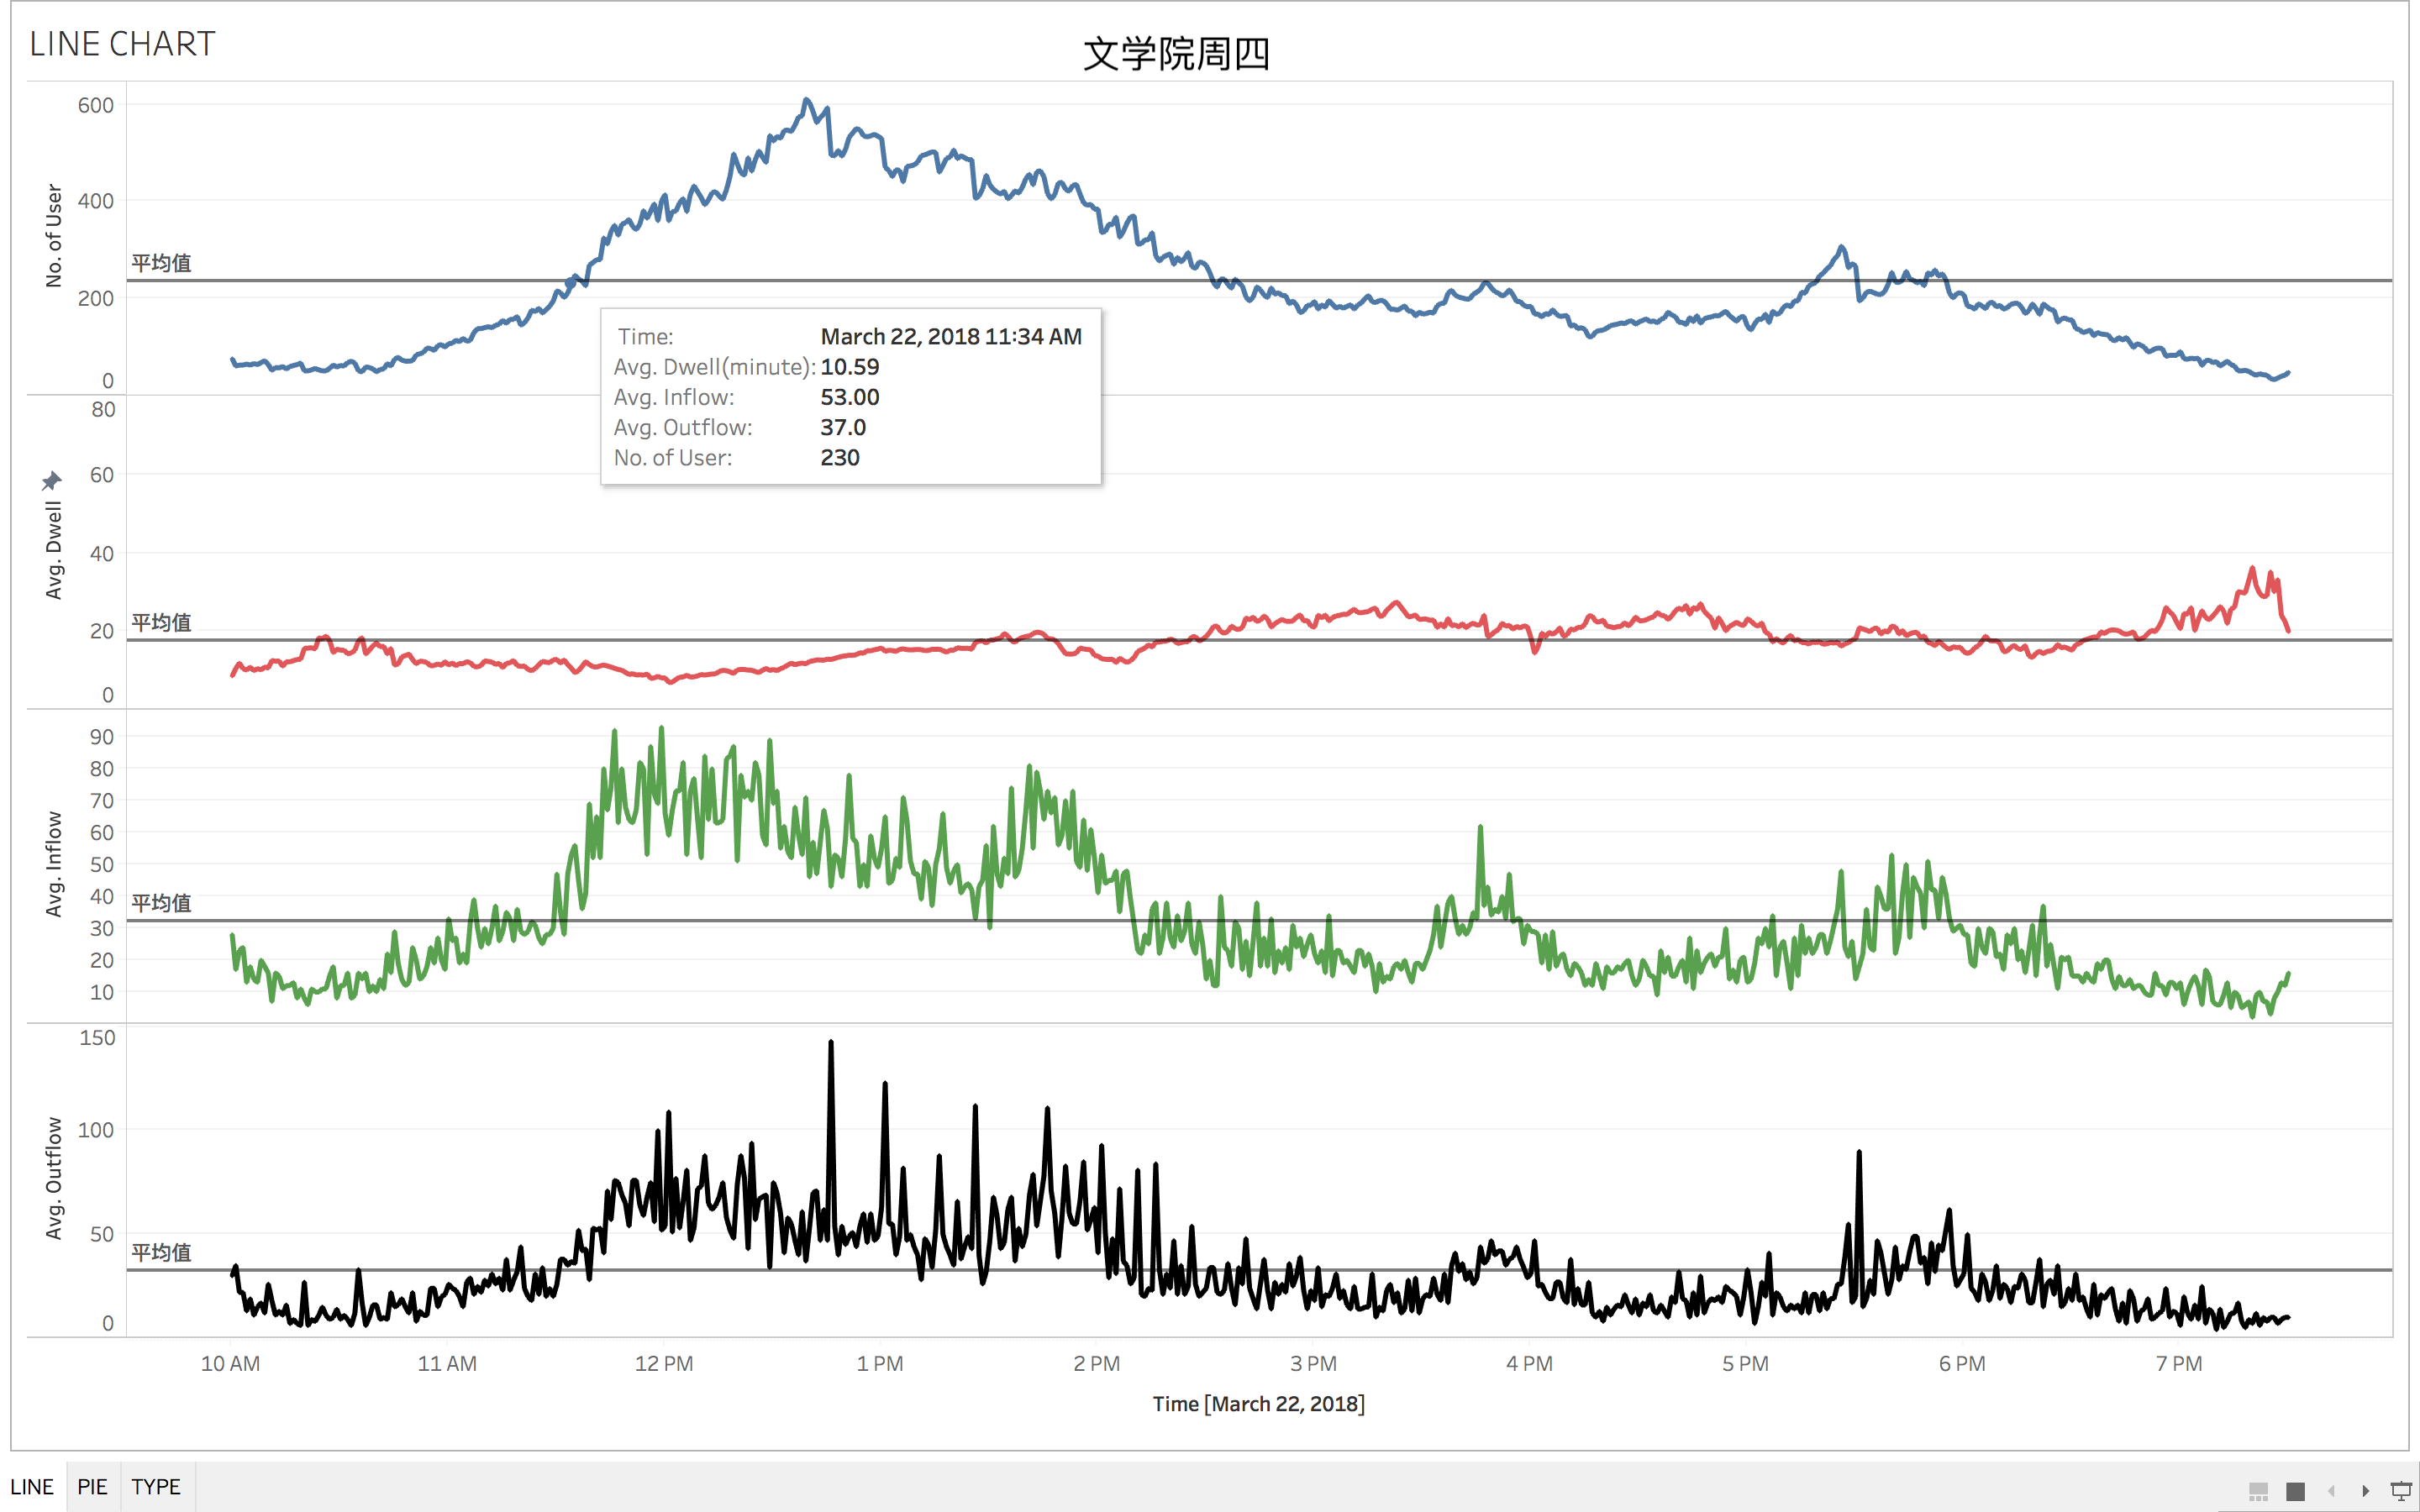 LINE CHART
文学院周四
No. of User
600
400
200
0
平均值
Time: March 22, 2018 11:34 AM
Avg. Dwell(minute): 10.59
Avg. Inflow: 53.00
Avg. Outflow: 37.0
No. of User: 230
Avg. Dwell
80
60
40
20
0
平均值
Avg. Inflow
90
80
70
60
50
40
30
20
10
平均值
Avg. Outflow
150
100
50
0
平均值
10 AM 11 AM 12 PM 1 PM 2 PM 3 PM 4 PM 5 PM 6 PM 7 PM
Time [March 22, 2018]
LINE PIE TYPE